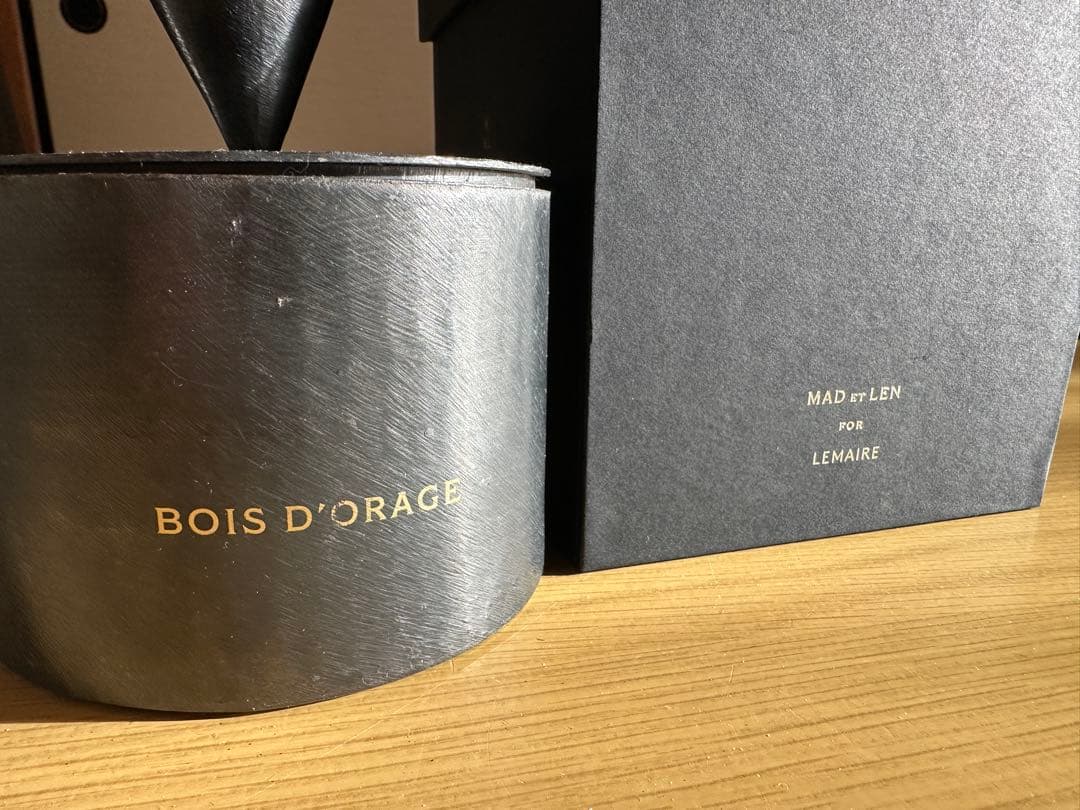 BOIS D'ORAGE
MAD ET LEN
FOR
LEMAIRE